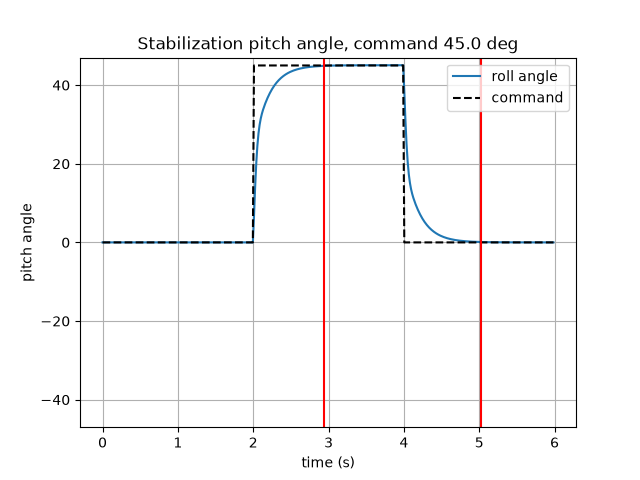 Stabilization pitch angle, command 45.0 deg
roll angle
command
40
20
0
−20
−40
pitch angle
0 1 2 3 4 5 6
time (s)